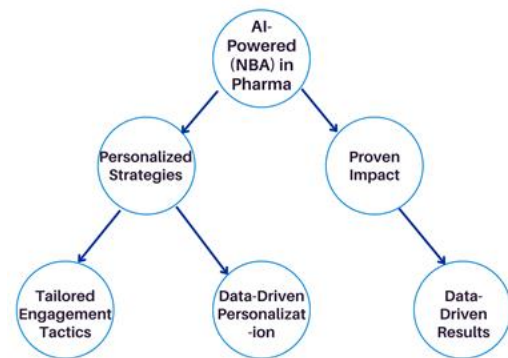 AI-
Powered
(NBA) in
Pharma
Personalized
Strategies
Proven
Impact
Tailored
Engagement
Tactics
Data-Driven
Personalizat
-ion
Data-
Driven
Results